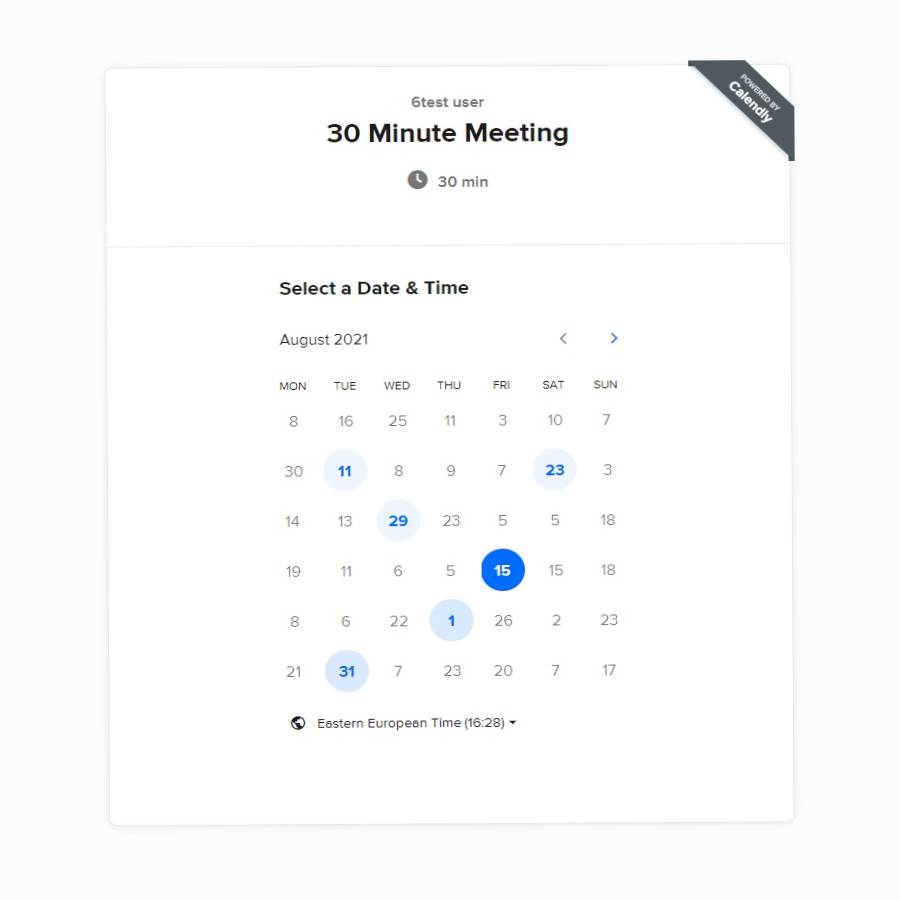 POWERED BY
Calendly
6test user
30 Minute Meeting
30 min
Select a Date & Time
August 2021
MON TUE WED THU FRI SAT SUN
8 16 25 11 3 10 7
30 11 8 9 7 23 3
14 13 29 23 5 5 18
19 11 6 5 15 15 18
8 6 22 1 26 2 23
21 31 7 23 20 7 17
Eastern European Time (16:28)